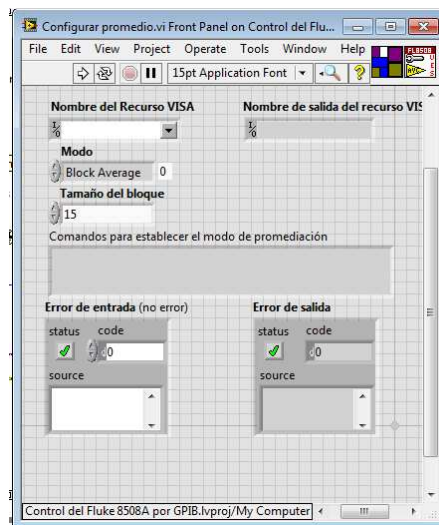 Configurar promedio.vi Front Panel on Control del Flu...
File Edit View Project Operate Tools Window Help
15pt Application Font
FL8508
AVG
Nombre del Recurso VISA
Nombre de salida del recurso VIS
I/O
I/O
Modo
Block Average 0
Tamaño del bloque
15
Comandos para establecer el modo de promediación
Error de entrada (no error)
Error de salida
status code
status code
0
0
source
source
Control del Fluke 8508A por GPIB.lvproj/My Computer